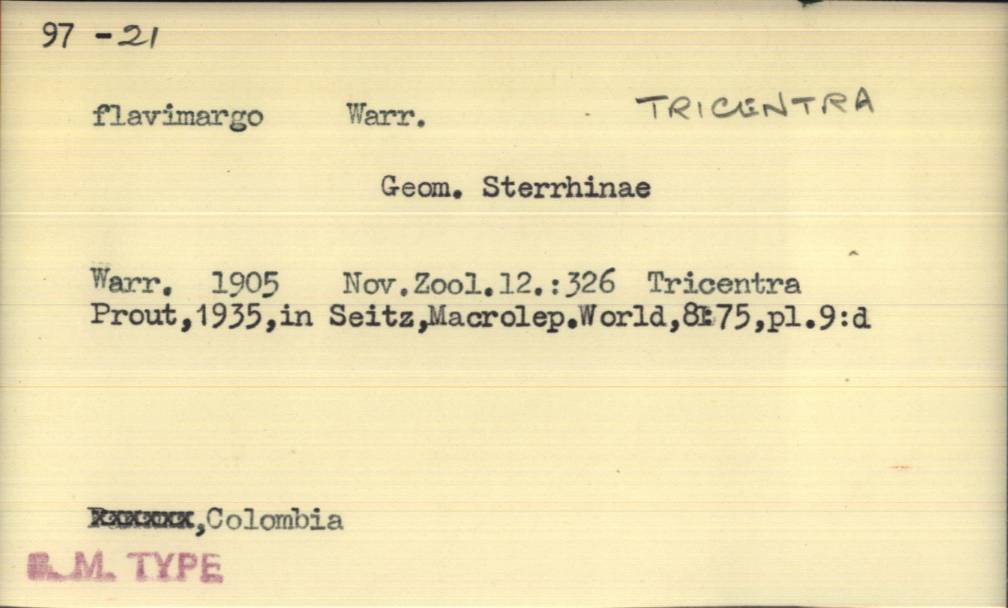 97 -21
flavimargo Warr. TRICENTRA
Geom. Sterrhinae
Warr. 1905 Nov.Zool.12.:326 Tricentra
Prout,1935,in Seitz,Macrolep.World,8:75,pl.9:d
,Colombia
B.M. TYPE